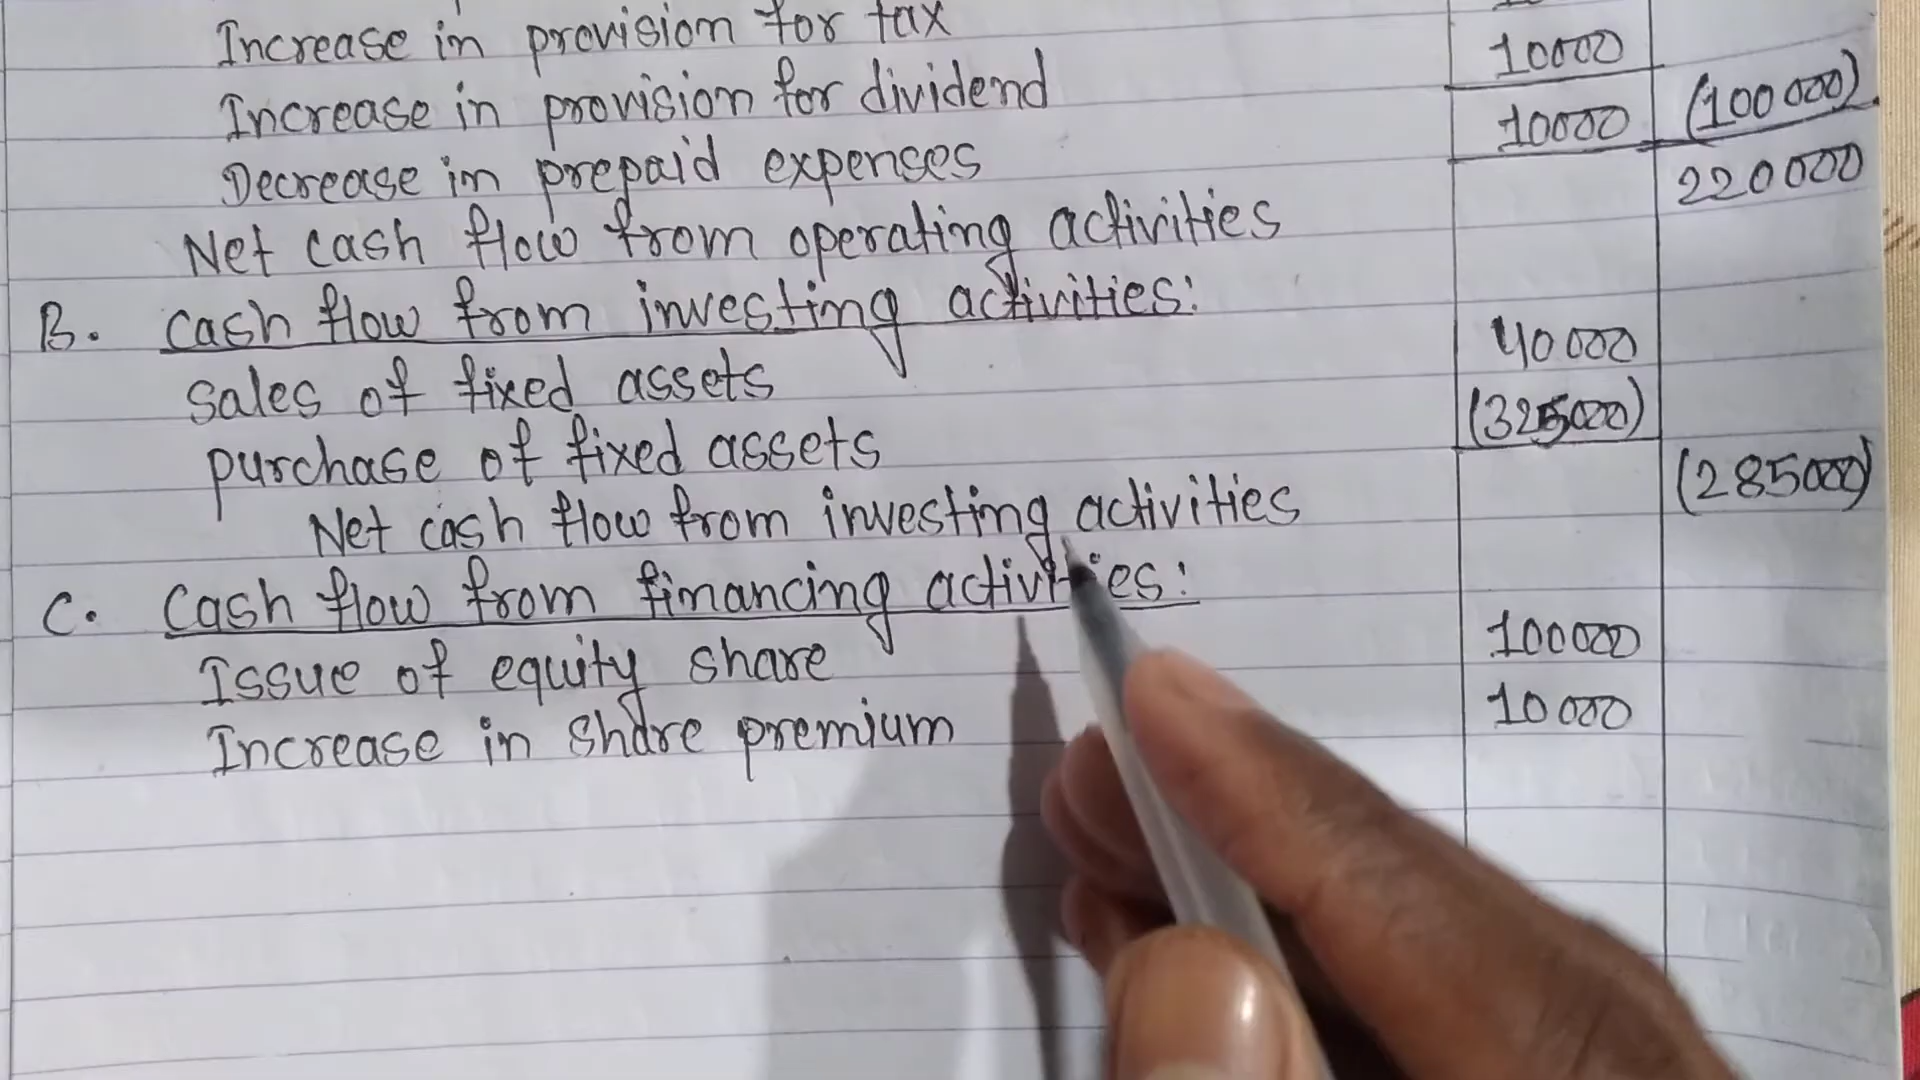 Increase in provision for tax 10000
Increase in provision for dividend 10000 (100000)
Decrease in prepaid expenses 220000
Net cash flow from operating activities
B. Cash flow from investing activities:
Sales of fixed assets 40000
purchase of fixed assets (325000)
Net cash flow from investing activities (285000)
C. Cash flow from financing activities:
Issue of equity share 100000
Increase in share premium 10000